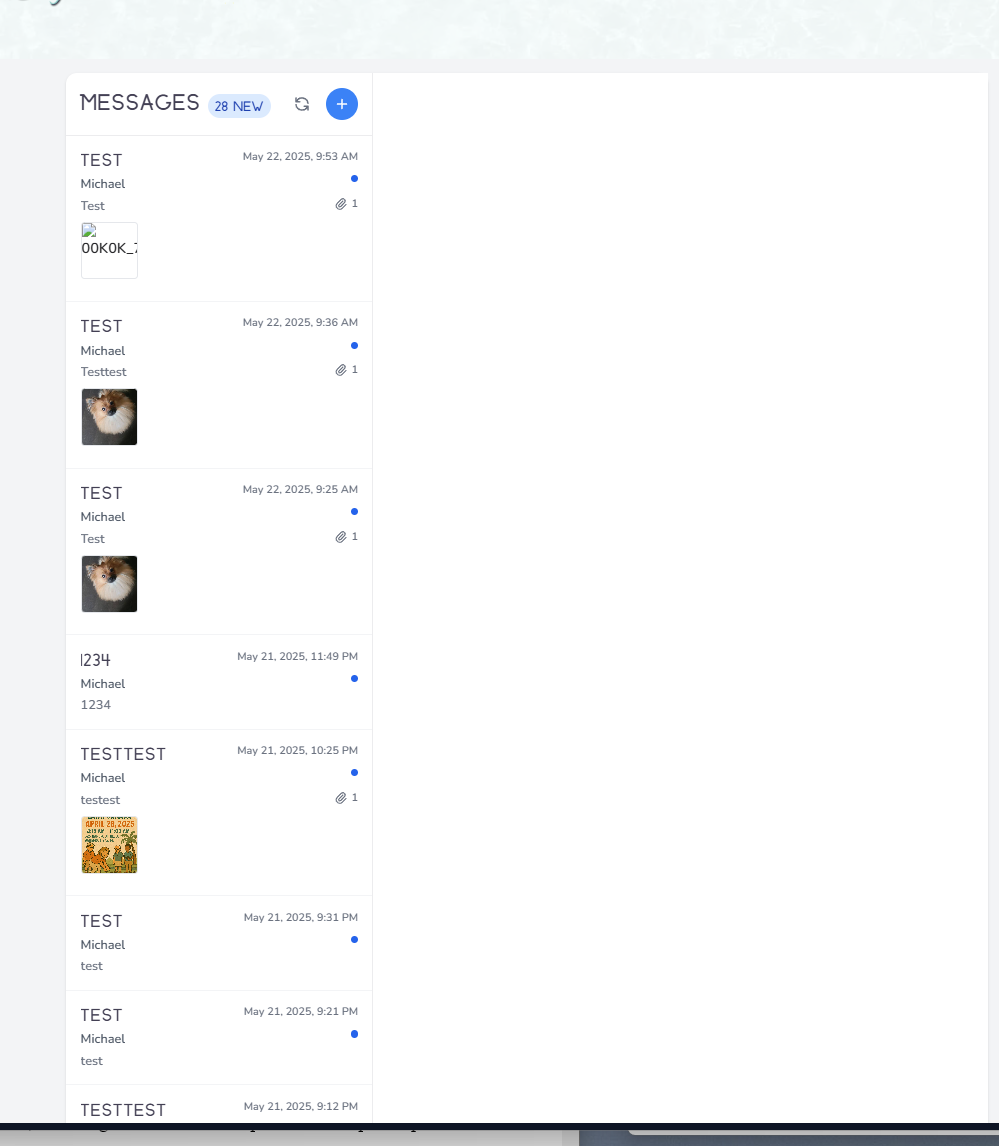 MESSAGES 28 NEW
TEST May 22, 2025, 9:53 AM
Michael
Test 1
00K0K_
TEST May 22, 2025, 9:36 AM
Michael
Testtest 1
TEST May 22, 2025, 9:25 AM
Michael
Test 1
1234 May 21, 2025, 11:49 PM
Michael
1234
TESTTEST May 21, 2025, 10:25 PM
Michael
testest 1
APRIL 28, 2025
TEST May 21, 2025, 9:31 PM
Michael
test
TEST May 21, 2025, 9:21 PM
Michael
test
TESTTEST May 21, 2025, 9:12 PM